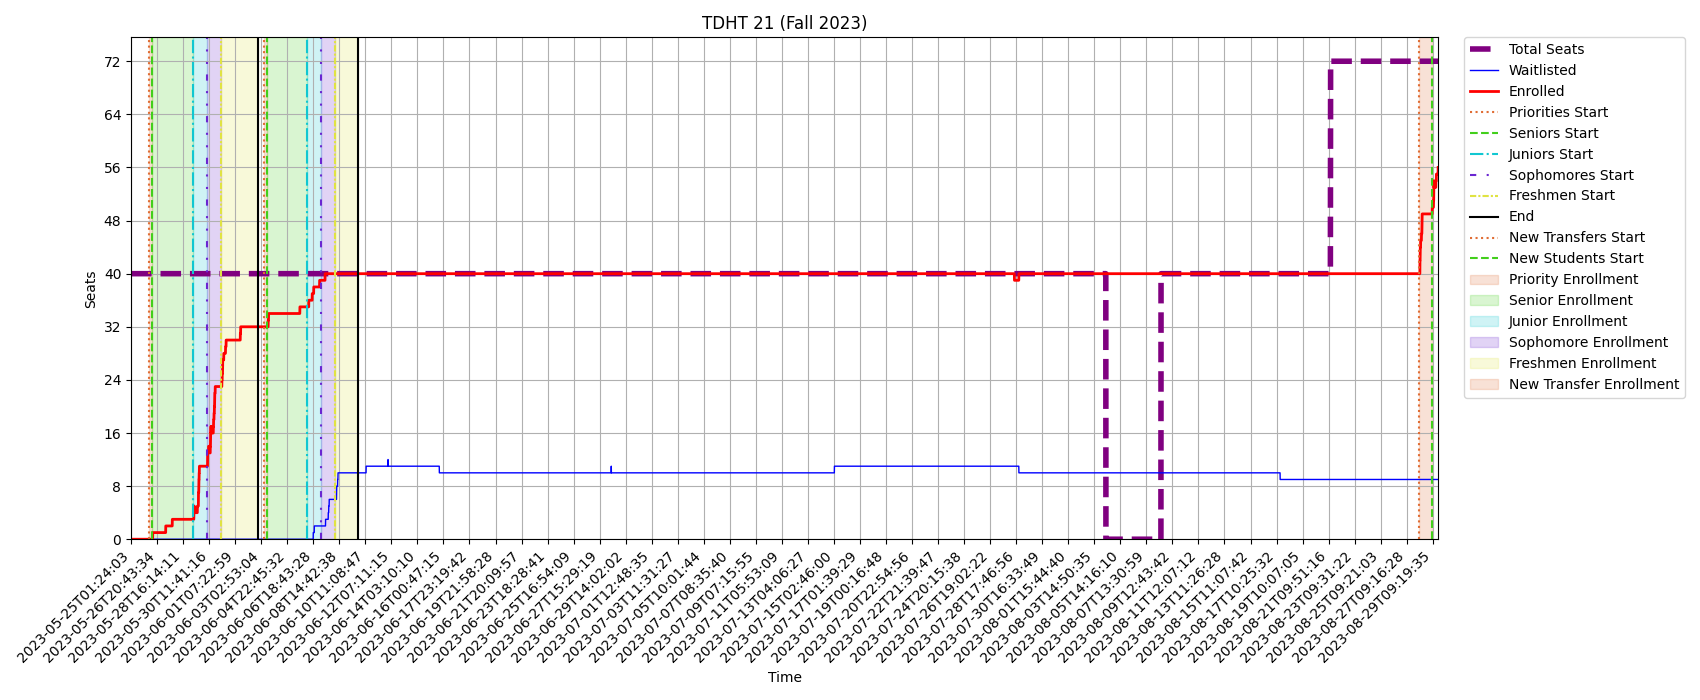 TDHT 21 (Fall 2023)
Seats
72
64
56
48
40
32
24
16
8
0
2023-05-25T01:24:03
2023-05-26T20:43:34
2023-05-28T16:14:11
2023-05-30T11:41:16
2023-06-01T07:22:59
2023-06-03T02:53:04
2023-06-04T22:45:32
2023-06-06T18:43:28
2023-06-08T14:42:38
2023-06-10T11:08:47
2023-06-12T07:11:15
2023-06-14T03:10:10
2023-06-16T00:47:15
2023-06-17T23:19:42
2023-06-19T21:58:28
2023-06-21T20:09:57
2023-06-23T18:28:41
2023-06-25T16:54:09
2023-06-27T15:29:19
2023-06-29T14:02:02
2023-07-01T12:48:35
2023-07-03T11:31:27
2023-07-05T10:01:44
2023-07-07T08:35:40
2023-07-09T07:15:55
2023-07-11T05:53:09
2023-07-13T04:06:27
2023-07-15T02:46:00
2023-07-17T01:39:29
2023-07-19T00:16:48
2023-07-20T22:54:56
2023-07-22T21:39:47
2023-07-24T20:15:38
2023-07-26T19:02:22
2023-07-28T17:46:56
2023-07-30T16:33:49
2023-08-01T15:44:40
2023-08-03T14:50:35
2023-08-05T14:16:10
2023-08-07T13:30:59
2023-08-09T12:43:42
2023-08-11T12:07:12
2023-08-13T11:26:28
2023-08-15T11:07:42
2023-08-17T10:25:32
2023-08-19T10:07:05
2023-08-21T09:51:16
2023-08-23T09:31:22
2023-08-25T09:21:03
2023-08-27T09:16:28
2023-08-29T09:19:35
Time
Total Seats
Waitlisted
Enrolled
Priorities Start
Seniors Start
Juniors Start
Sophomores Start
Freshmen Start
End
New Transfers Start
New Students Start
Priority Enrollment
Senior Enrollment
Junior Enrollment
Sophomore Enrollment
Freshmen Enrollment
New Transfer Enrollment